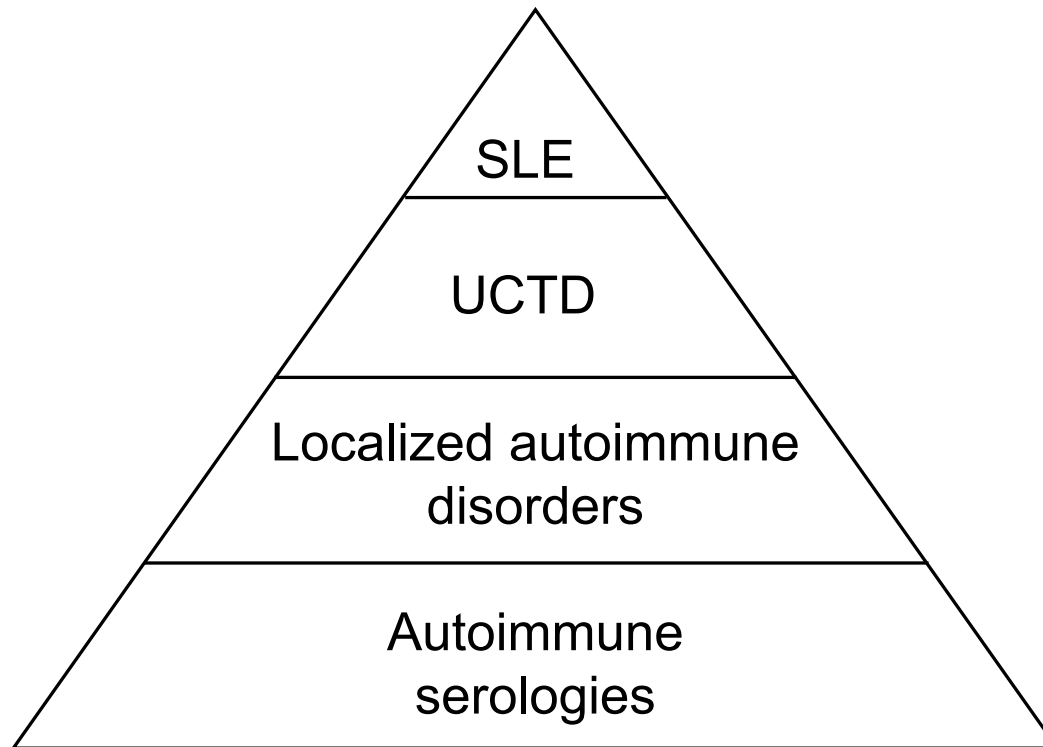 SLE
UCTD
Localized autoimmune
disorders
Autoimmune
serologies